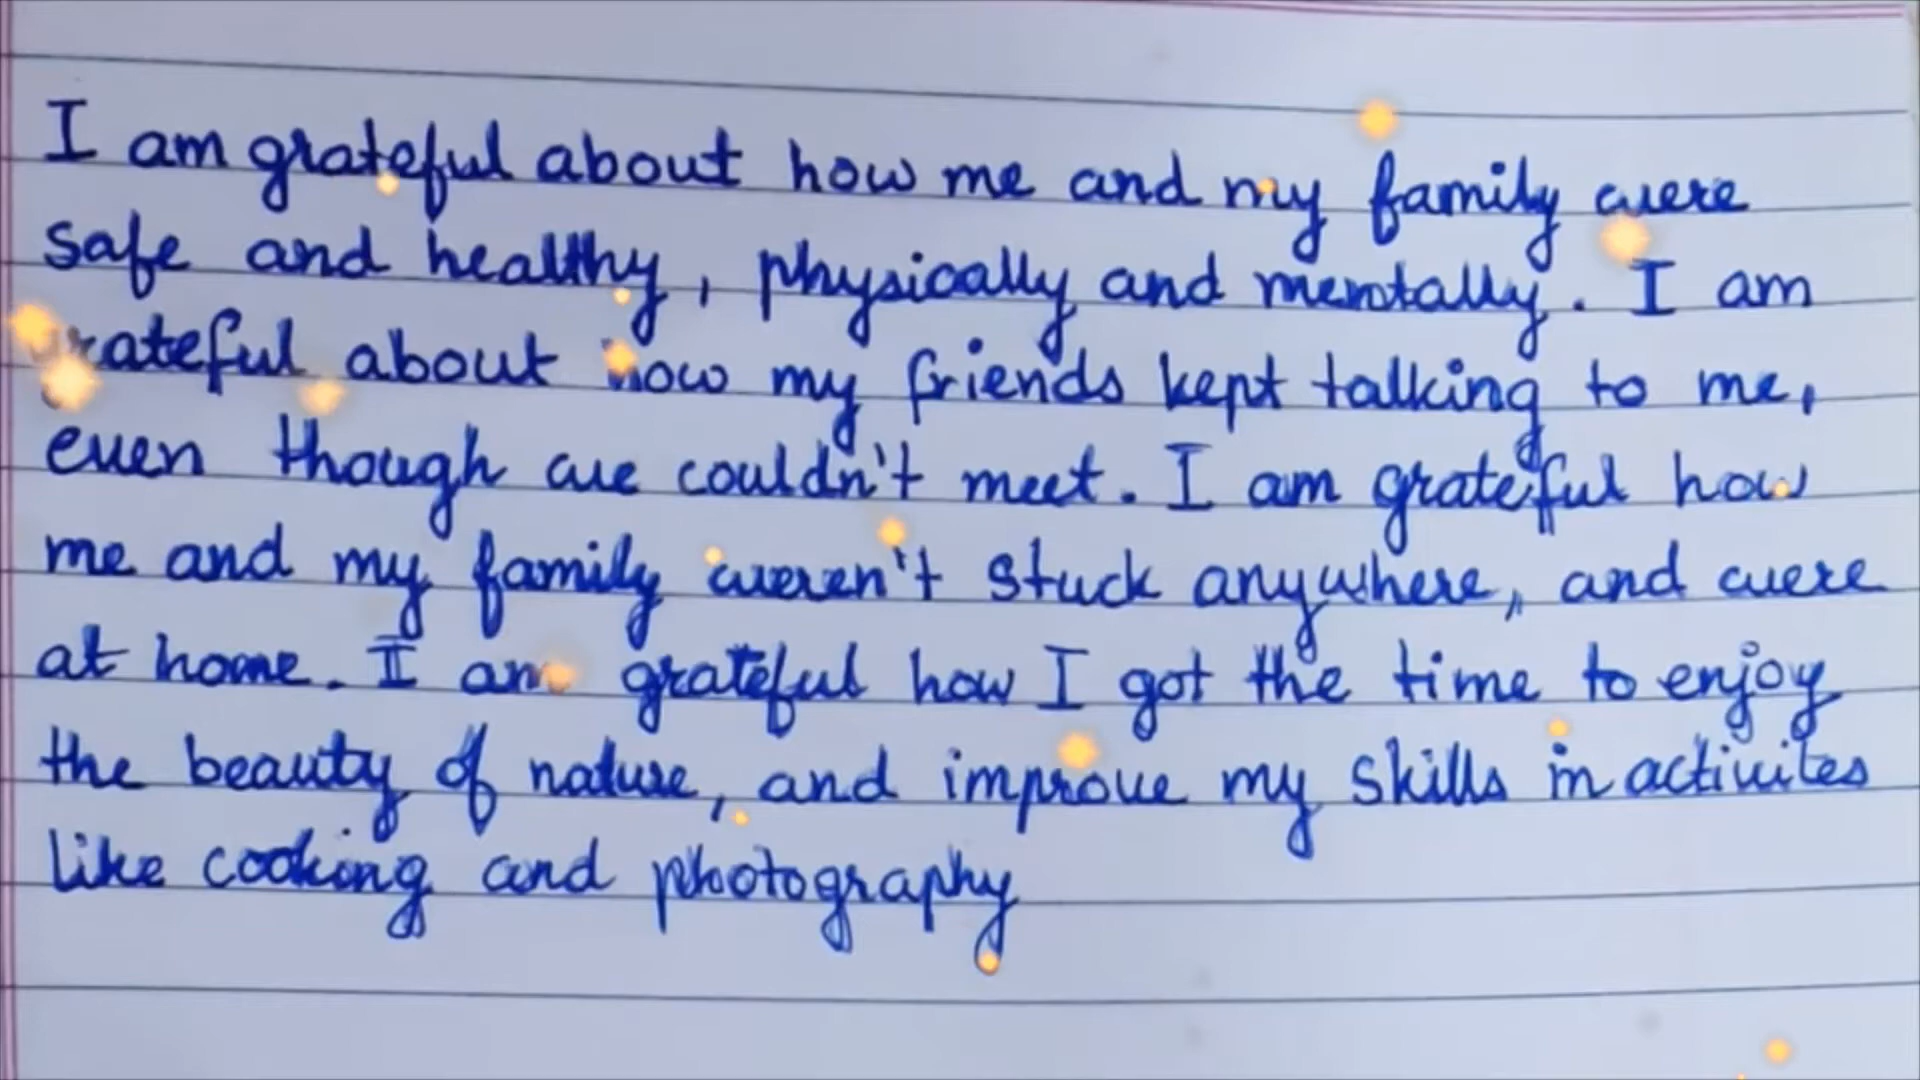 I am grateful about how me and my family were
safe and healthy, physically and mentally. I am
grateful about how my friends kept talking to me,
even though we couldn't meet. I am grateful how
me and my family weren't stuck anywhere, and were
at home. I am grateful how I got the time to enjoy
the beauty of nature, and improve my skills in activites
like cooking and photography